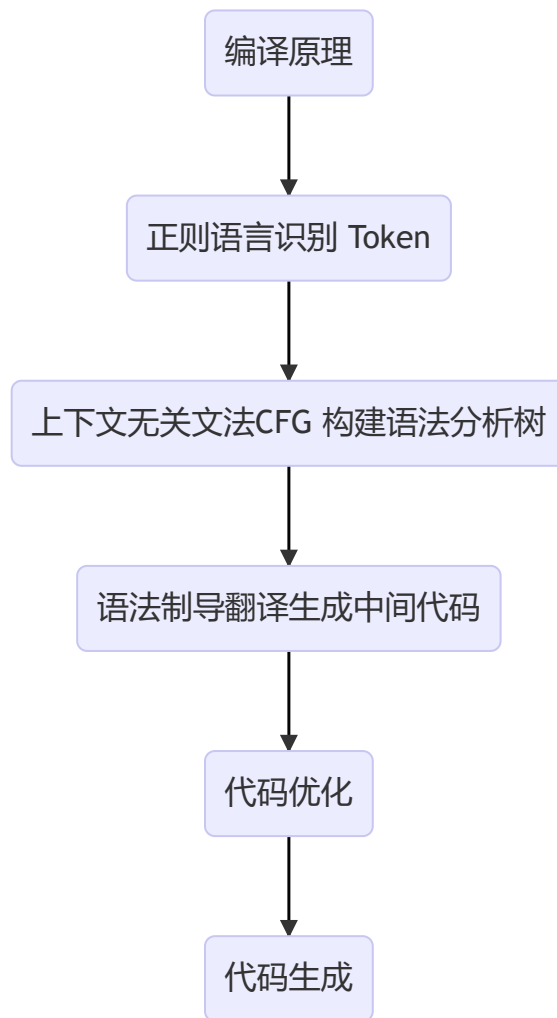 编译原理
正则语言识别 Token
上下文无关文法CFG 构建语法分析树
语法制导翻译生成中间代码
代码优化
代码生成